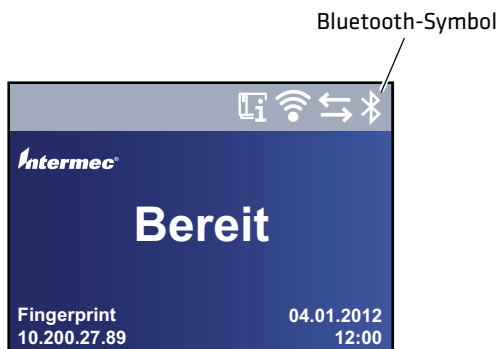 Bluetooth-Symbol
Intermec®
Bereit
Fingerprint 04.01.2012
10.200.27.89 12:00